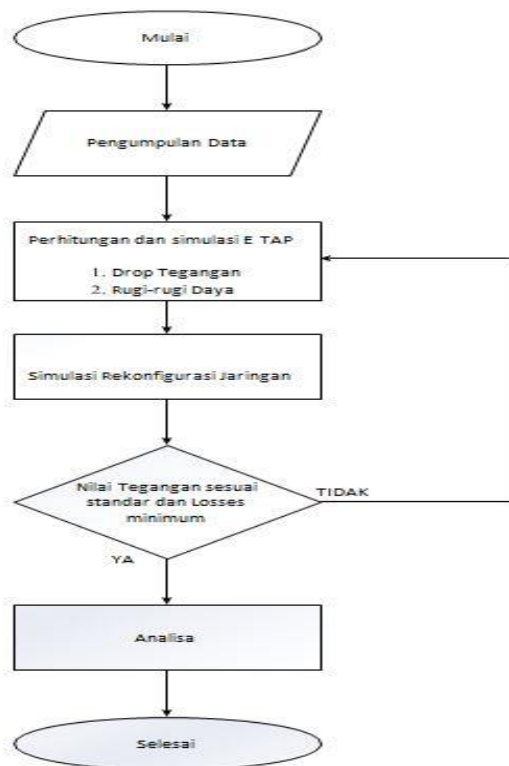 Mulai
Pengumpulan Data
Perhitungan dan simulasi E TAP
1. Drop Tegangan
2. Rugi-rugi Daya
Simulasi Rekonfigurasi Jaringan
Nilai Tegangan sesuai
standar dan Losses
minimum
TIDAK
YA
Analisa
Selesai